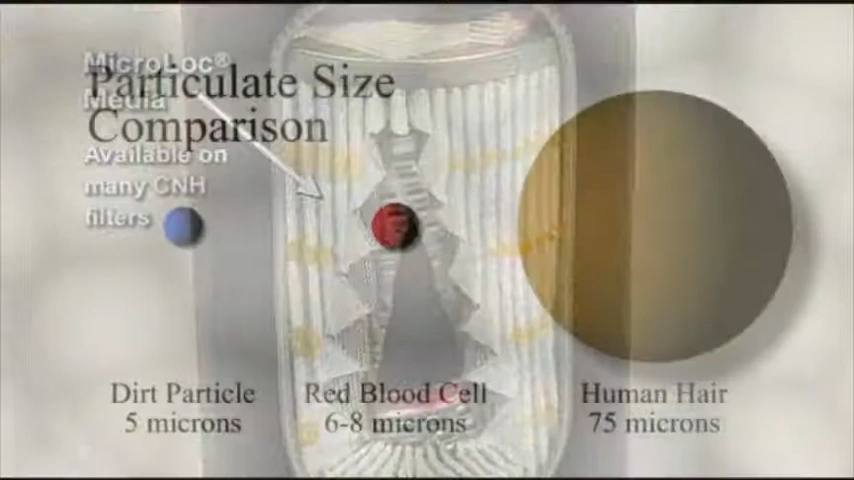 MicroLoc®
Media
Available on
many CNH
filters
Particulate Size
Comparison
Dirt Particle
5 microns
Red Blood Cell
6-8 microns
Human Hair
75 microns